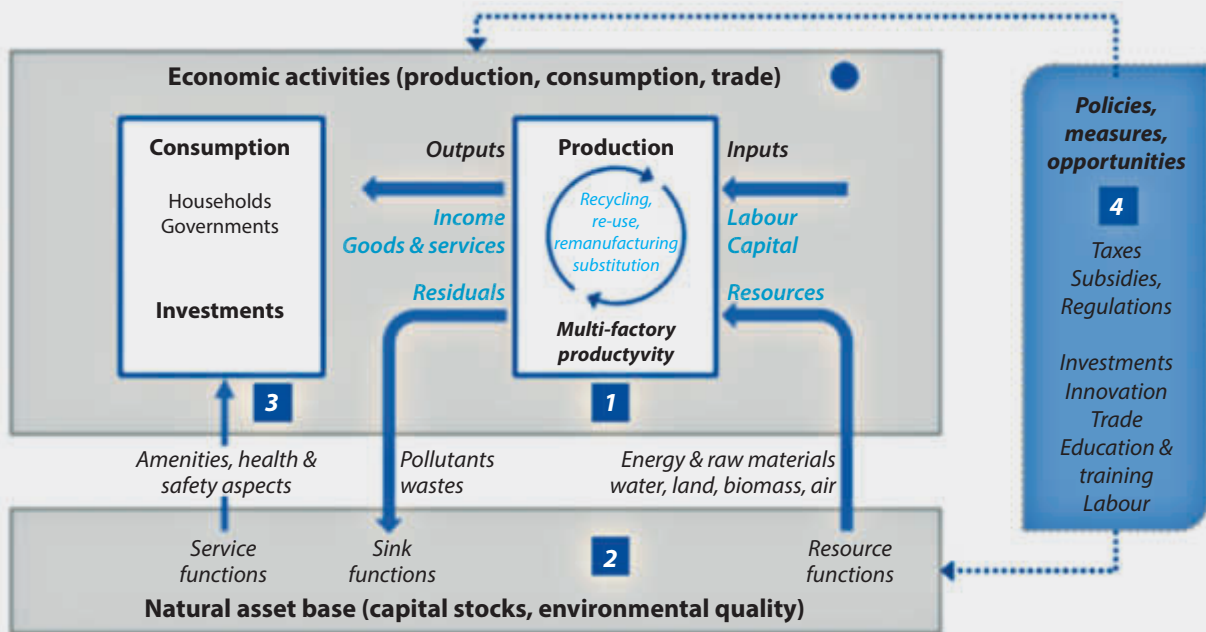 Economic activities (production, consumption, trade)
Consumption
Households
Governments
Investments
3
Outputs
Income
Goods & services
Residuals
Production
Recycling,
re-use,
remanufacturing
substitution
Multi-factory
productyvity
1
Inputs
Labour
Capital
Resources
Amenities, health &
safety aspects
Pollutants
wastes
Energy & raw materials
water, land, biomass, air
Service
functions
Sink
functions
2
Resource
functions
Natural asset base (capital stocks, environmental quality)
Policies,
measures,
opportunities
4
Taxes
Subsidies,
Regulations
Investments
Innovation
Trade
Education &
training
Labour